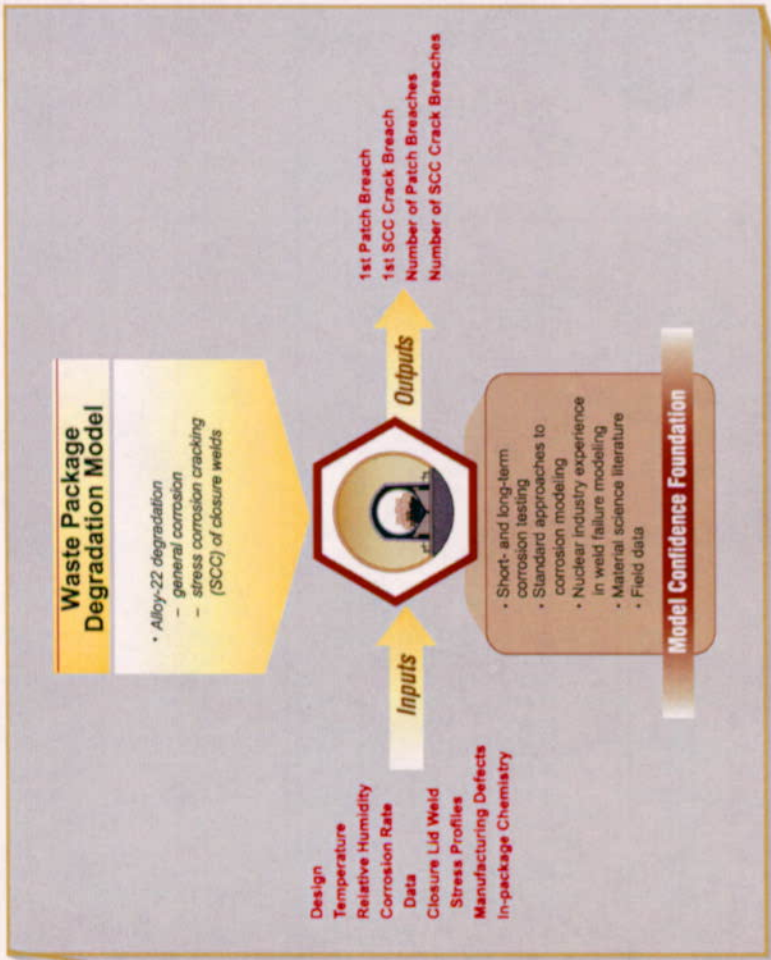 Waste Package
Degradation Model
• Alloy-22 degradation
– general corrosion
– stress corrosion cracking
(SCC) of closure welds
Design
Temperature
Relative Humidity
Corrosion Rate
Data
Closure Lid Weld
Stress Profiles
Manufacturing Defects
In-package Chemistry
Inputs
Outputs
1st Patch Breach
1st SCC Crack Breach
Number of Patch Breaches
Number of SCC Crack Breaches
• Short- and long-term
corrosion testing
• Standard approaches to
corrosion modeling
• Nuclear industry experience
in weld failure modeling
• Material science literature
• Field data
Model Confidence Foundation